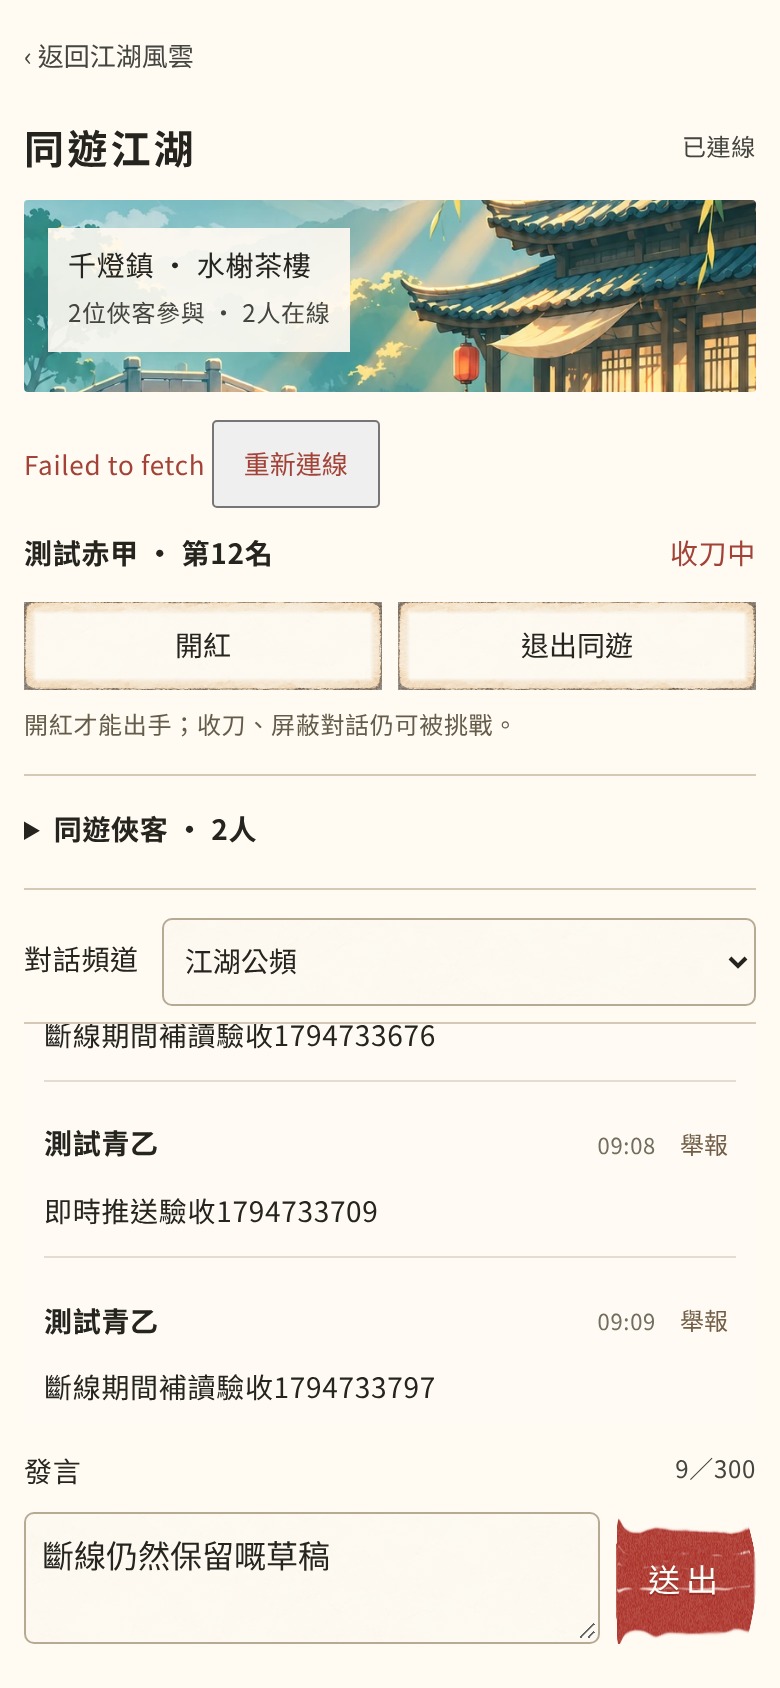 ‹ 返回江湖風雲
同遊江湖
已連線
千燈鎮 · 水榭茶樓
2位俠客參與 · 2人在線
Failed to fetch
重新連線
測試赤甲 · 第12名
收刀中
開紅
退出同遊
開紅才能出手；收刀、屏蔽對話仍可被挑戰。
▶ 同遊俠客 · 2人
對話頻道
江湖公頻
斷線期間補讀驗收1794733676
測試青乙
09:08 舉報
即時推送驗收1794733709
測試青乙
09:09 舉報
斷線期間補讀驗收1794733797
發言
9／300
斷線仍然保留嘅草稿
送出